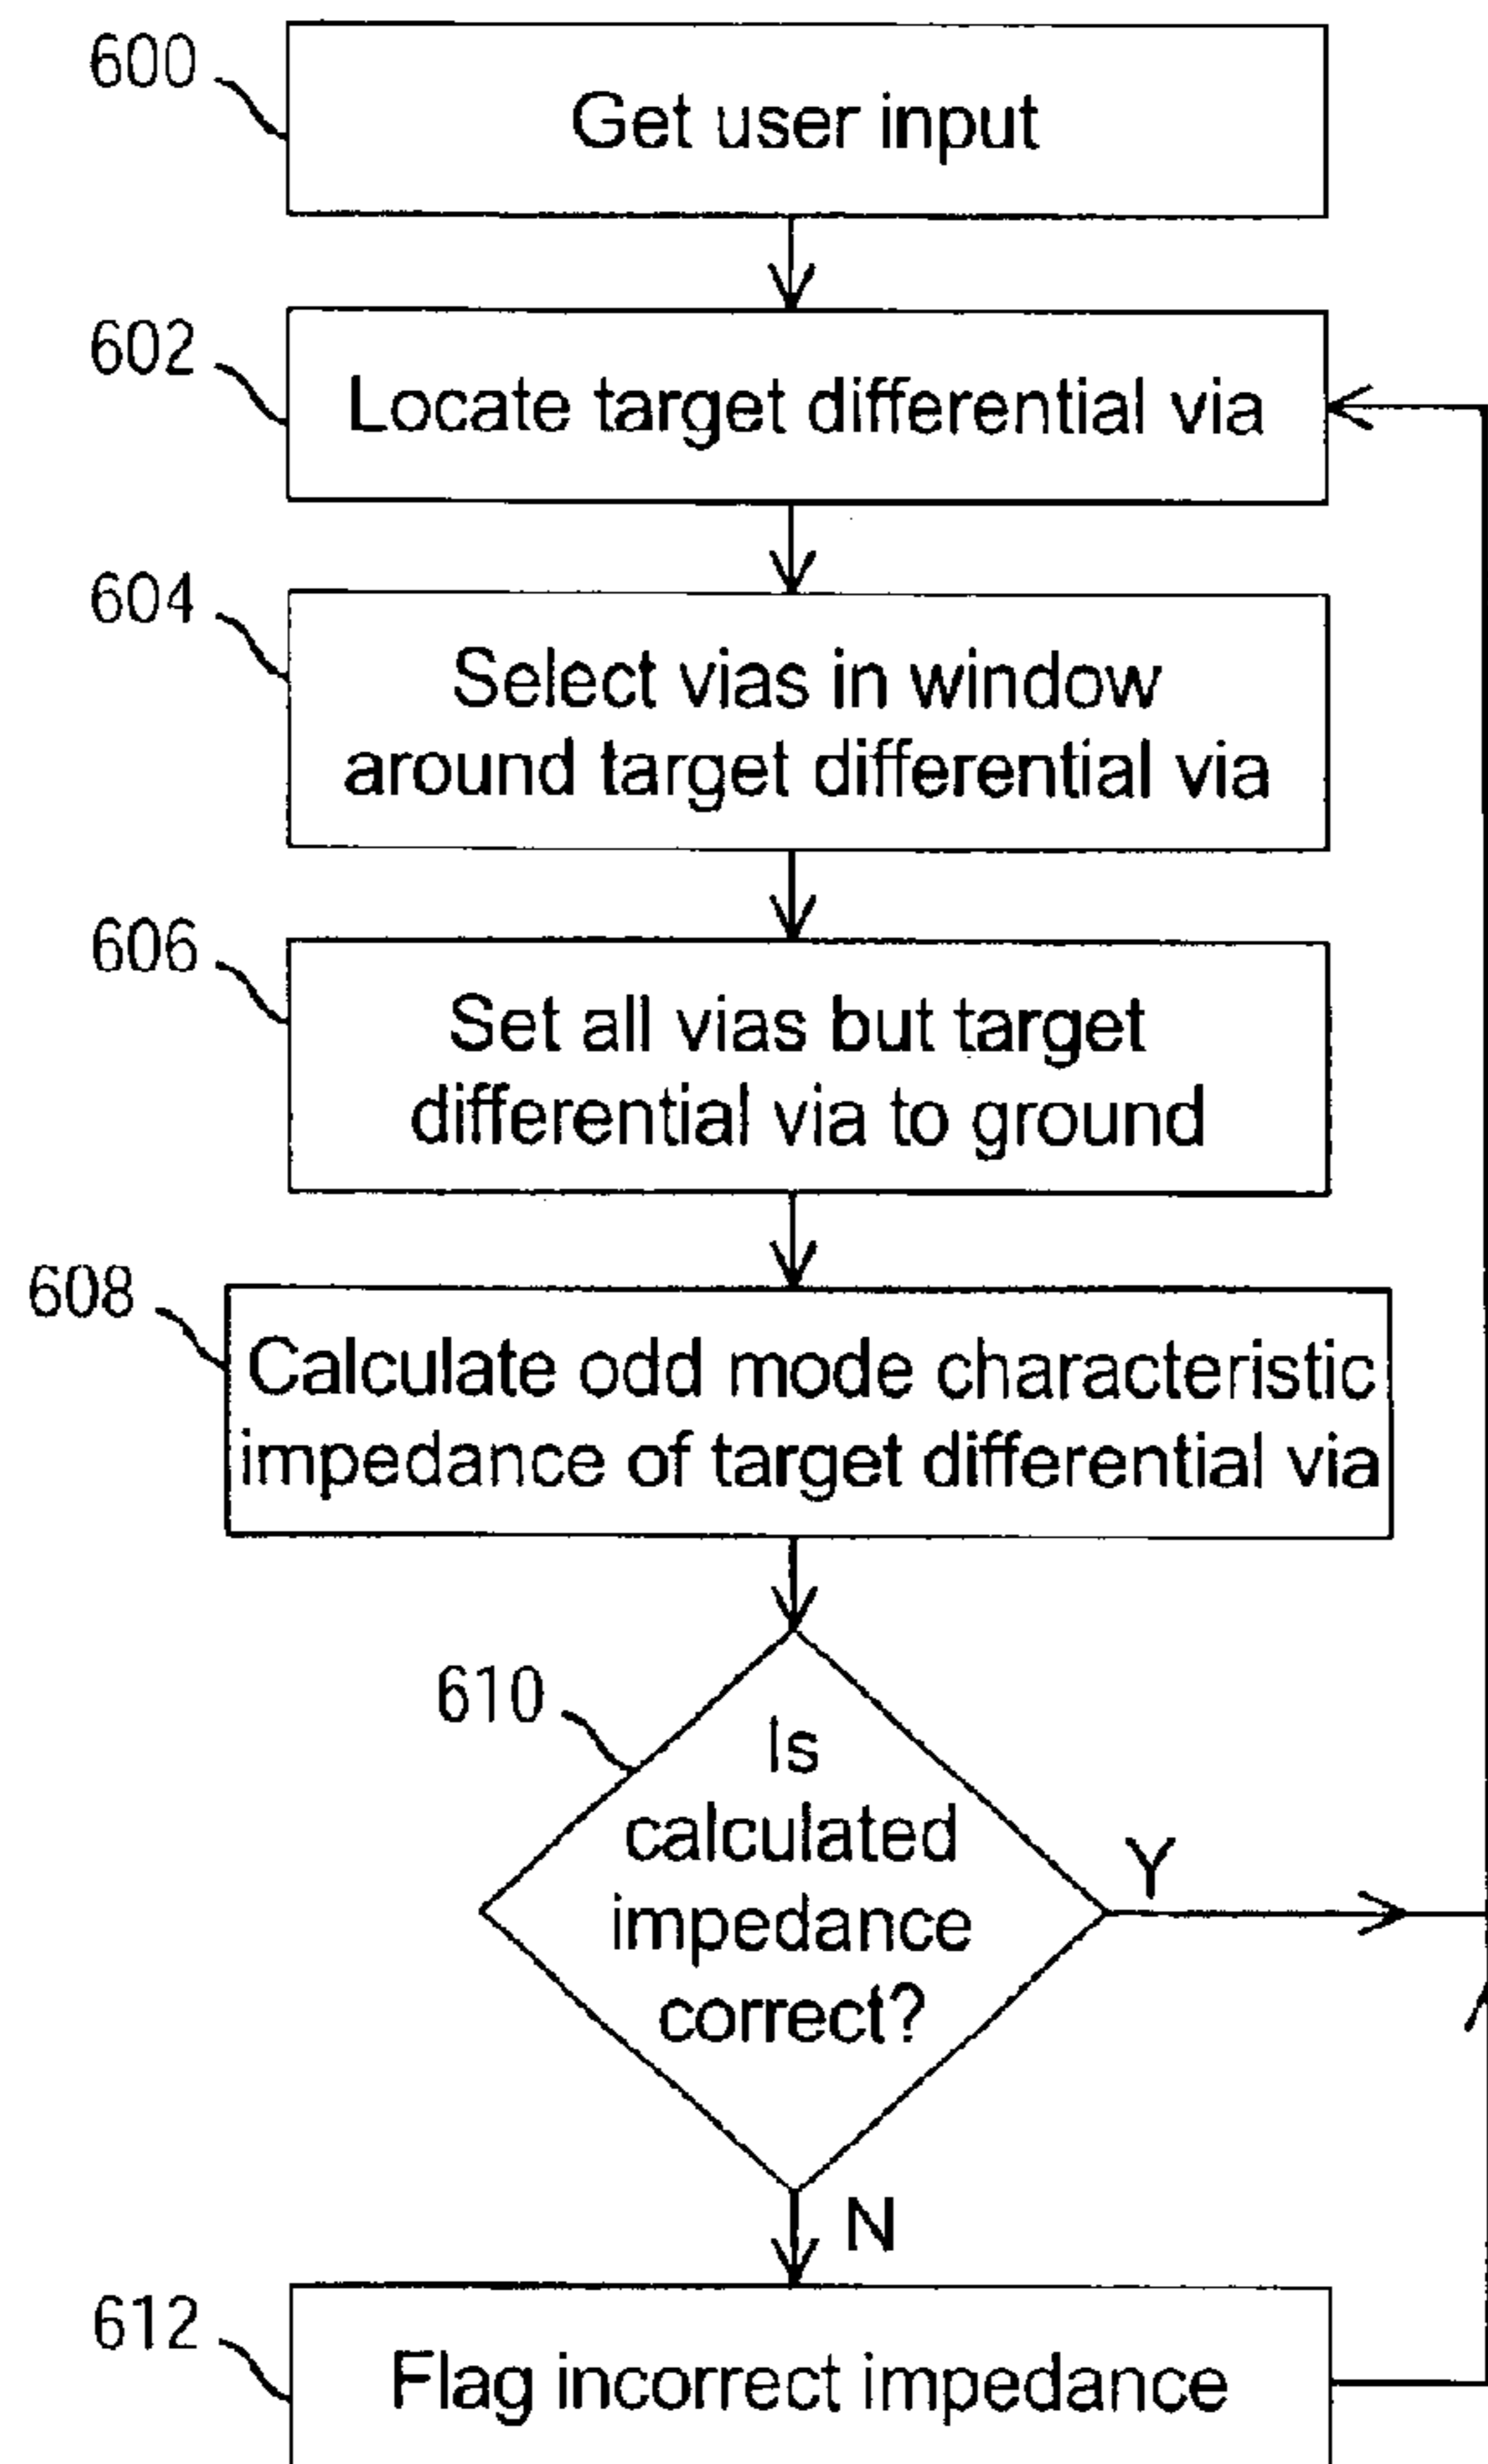 600
Get user input
602
Locate target differential via
604
Select vias in window
around target differential via
606
Set all vias but target
differential via to ground
608
Calculate odd mode characteristic
impedance of target differential via
610
Is
calculated
impedance
correct?
Y
N
612
Flag incorrect impedance